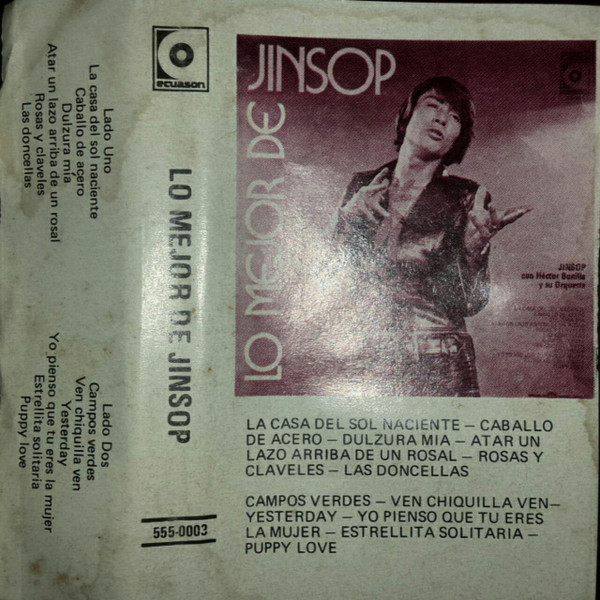 Lado Uno
La casa del sol naciente
Caballo de acero
Dulzura mía
Atar un lazo arriba de un rosal
Rosas y claveles
Las doncellas
Lado Dos
Campos verdes
Ven chiquilla ven
Yesterday
Yo pienso que tu eres la mujer
Estrellita solitaria
Puppy love
ecuason
LO MEJOR DE JINSOP
555-0003
LO MEJOR DE
JINSOP
JINSOP
con Héctor Bonilla
y su Orquesta
LA CASA DEL SOL NACIENTE – CABALLO
DE ACERO – DULZURA MIA – ATAR UN
LAZO ARRIBA DE UN ROSAL – ROSAS Y
CLAVELES – LAS DONCELLAS
CAMPOS VERDES – VEN CHIQUILLA VEN–
YESTERDAY – YO PIENSO QUE TU ERES
LA MUJER – ESTRELLITA SOLITARIA –
PUPPY LOVE